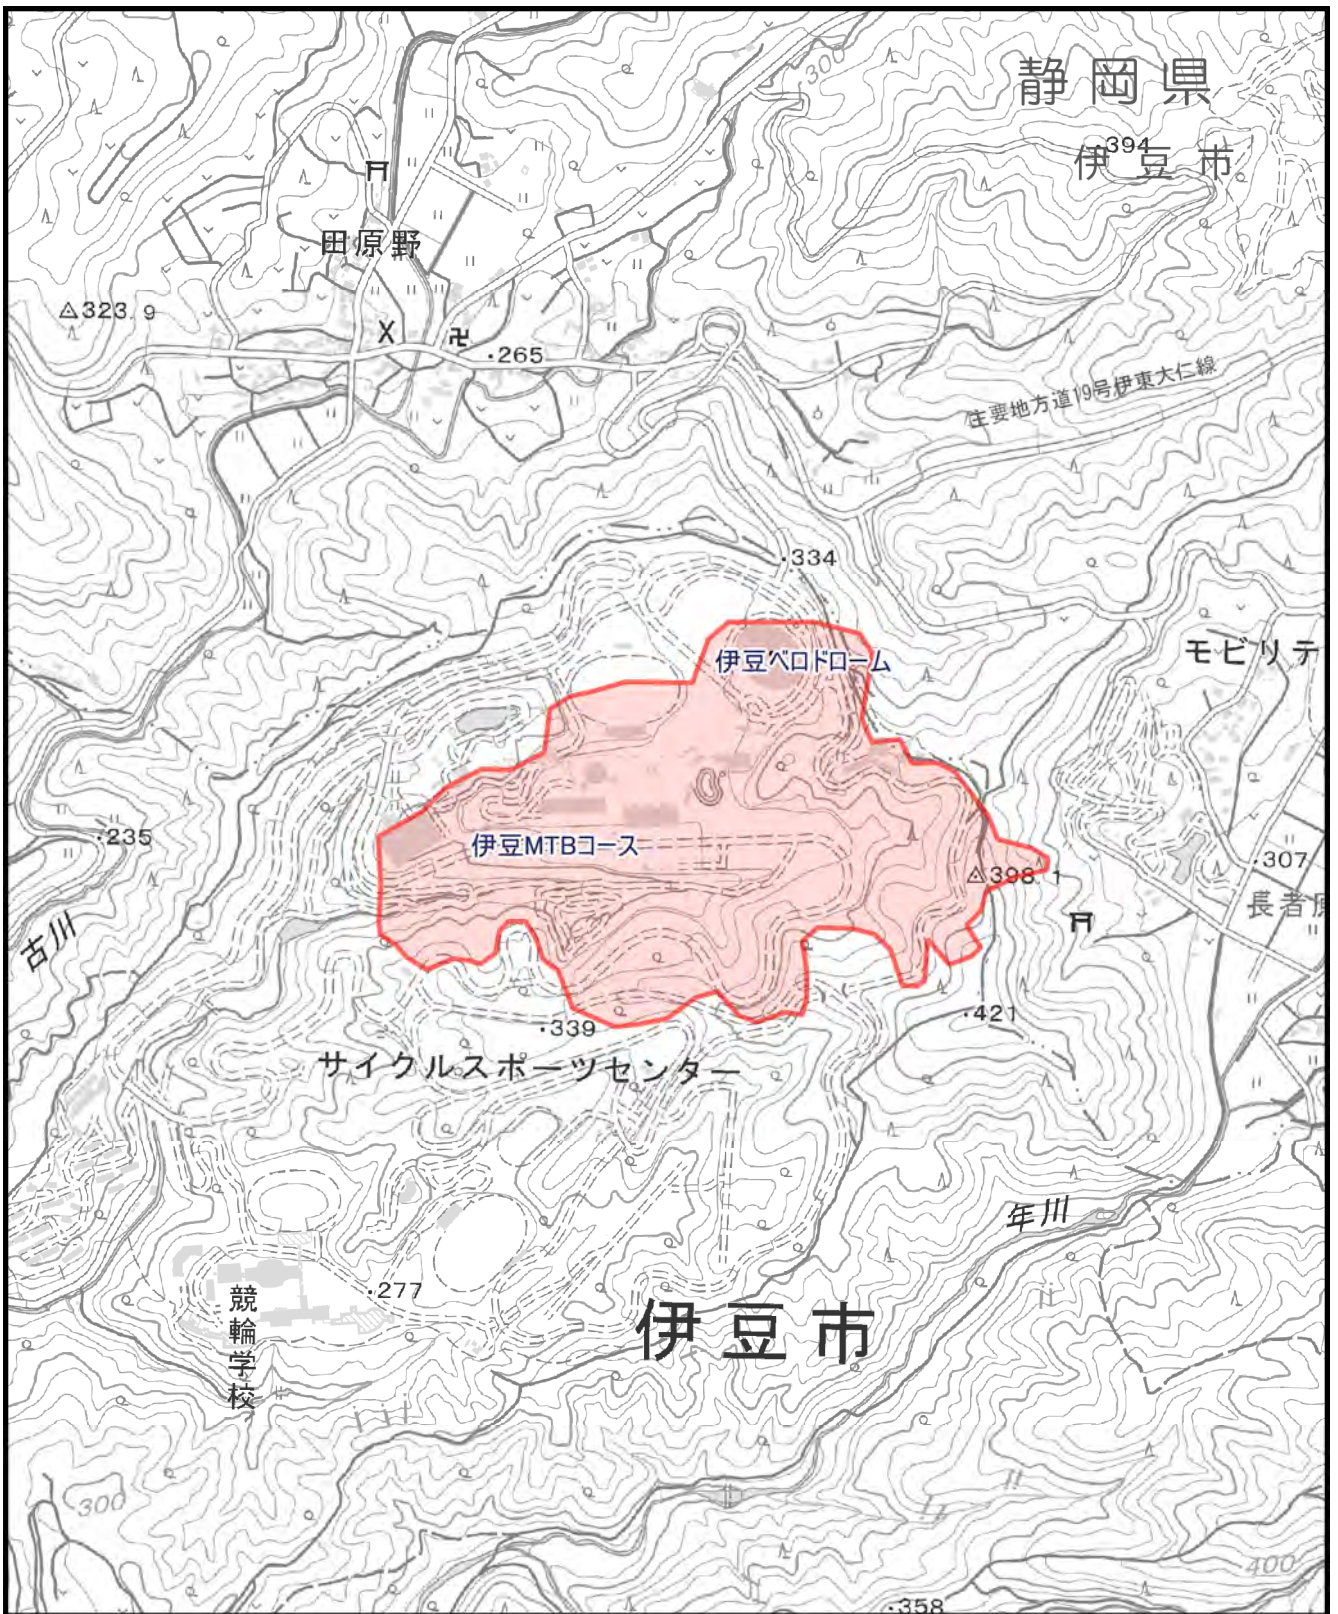 300
静岡県
394
伊豆市
田原野
323.9
265
主要地方道19号伊東大仁線
334
モビリテ
伊豆ベロドローム
235
伊豆MTBコース
307
398.1
長者原
古川
421
339
サイクルスポーツセンター
年川
277
競輪学校
伊豆市
300
400
358